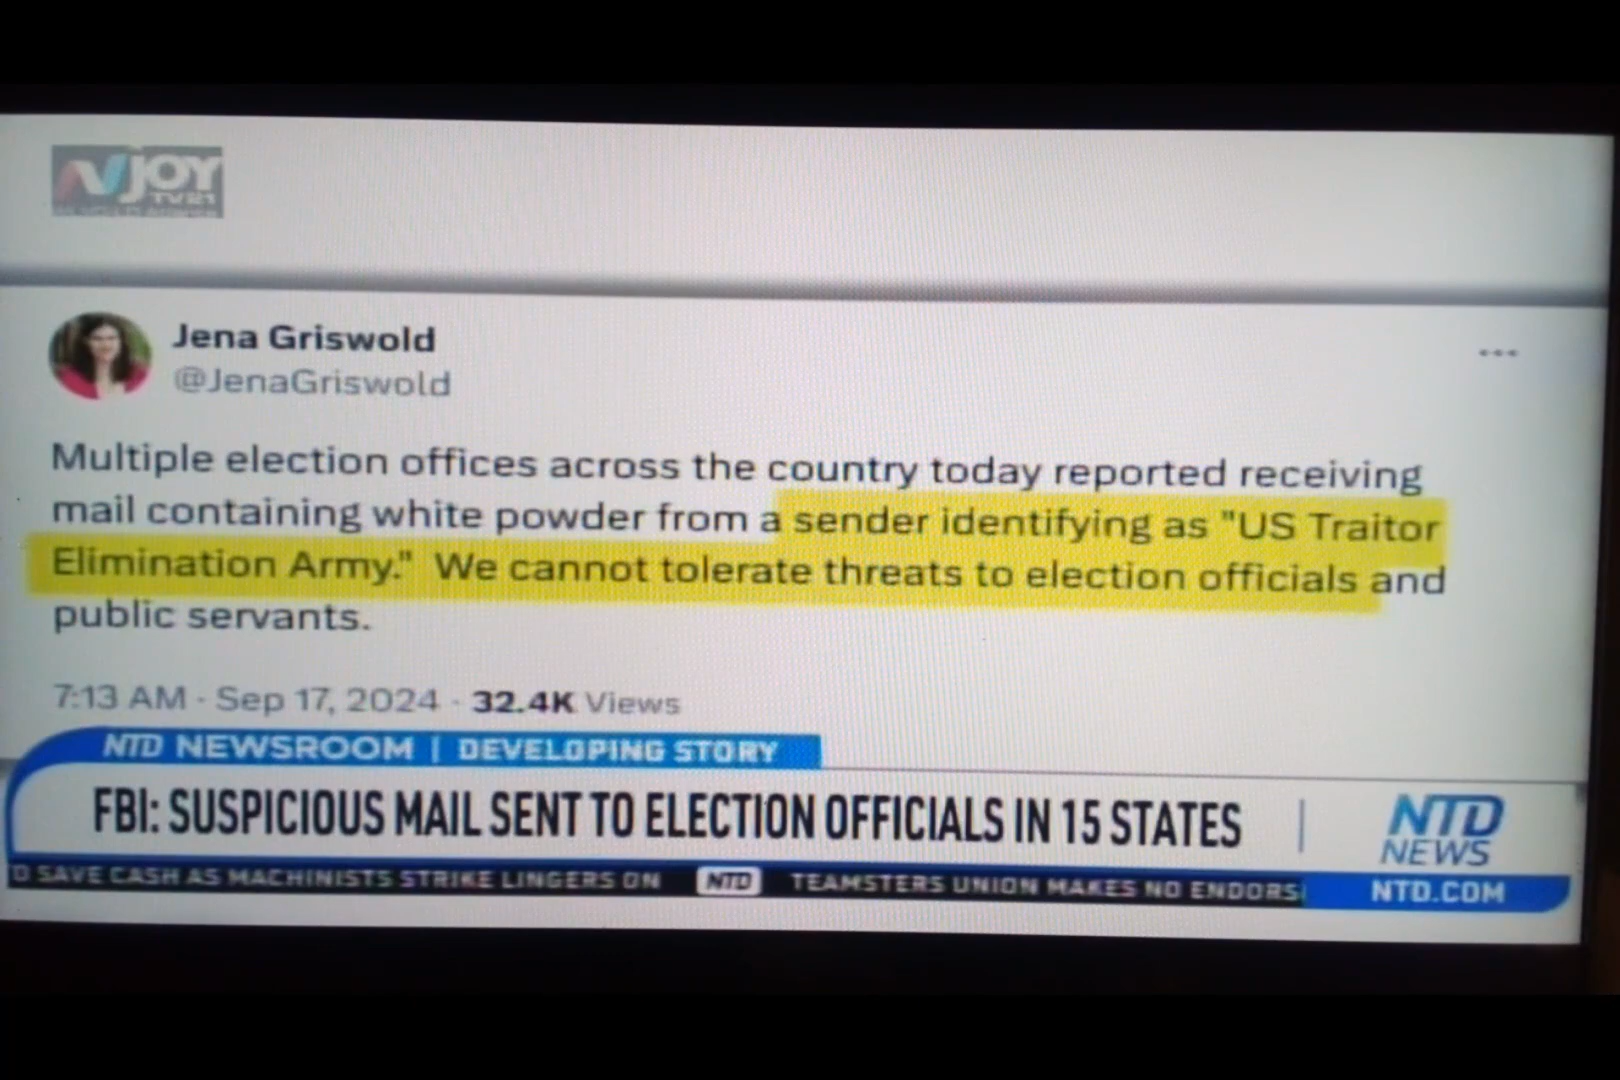 NJOY
TV21
Jena Griswold
@JenaGriswold
Multiple election offices across the country today reported receiving
mail containing white powder from a sender identifying as "US Traitor
Elimination Army." We cannot tolerate threats to election officials and
public servants.
7:13 AM · Sep 17, 2024 · 32.4K Views
NTD NEWSROOM | DEVELOPING STORY
FBI: SUSPICIOUS MAIL SENT TO ELECTION OFFICIALS IN 15 STATES
NTD
NEWS
O SAVE CASH AS MACHINISTS STRIKE LINGERS ON NTD TEAMSTERS UNION MAKES NO ENDORS
NTD.COM